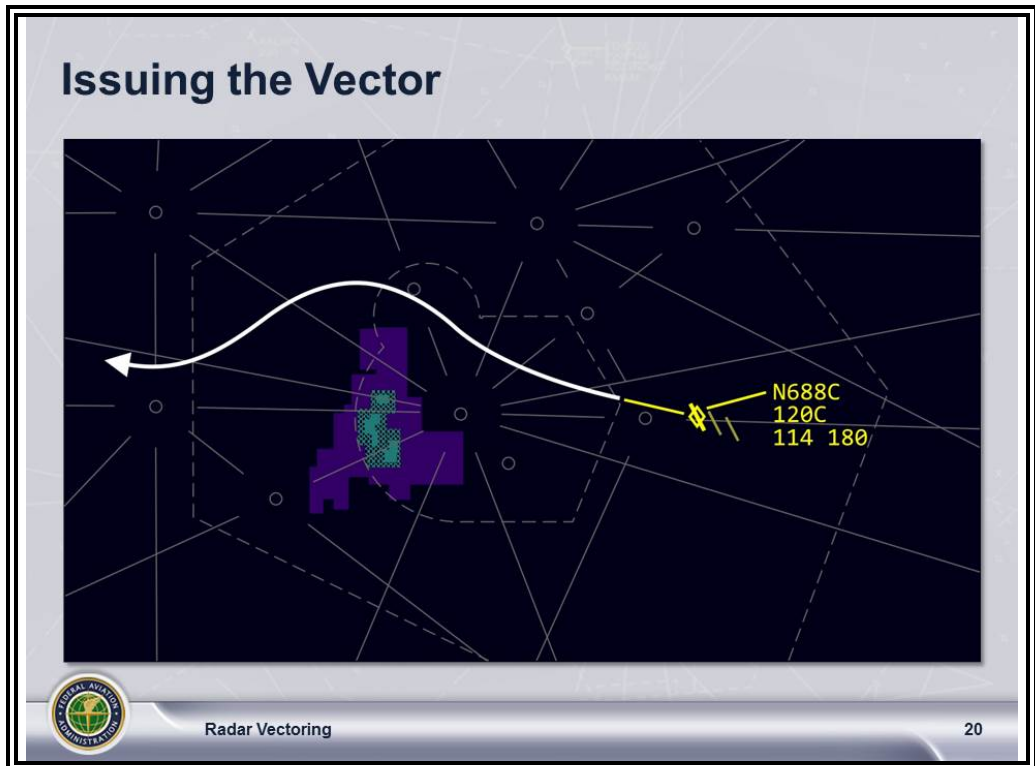 Issuing the Vector
N688C
120C
114 180
FEDERAL AVIATION
ADMINISTRATION
Radar Vectoring
20